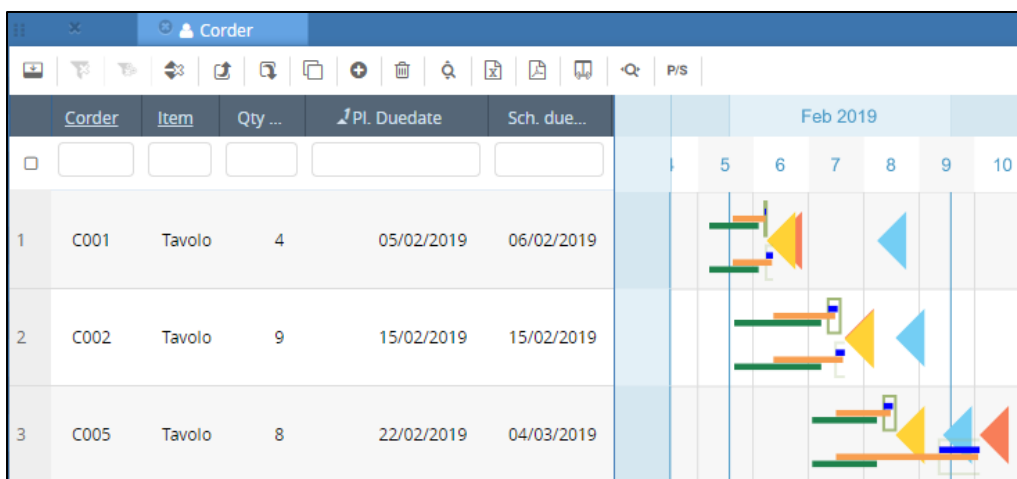 Corder
P/S
Corder Item Qty ... Pl. Duedate Sch. due... Feb 2019
5 6 7 8 9 10
1 C001 Tavolo 4 05/02/2019 06/02/2019
2 C002 Tavolo 9 15/02/2019 15/02/2019
3 C005 Tavolo 8 22/02/2019 04/03/2019